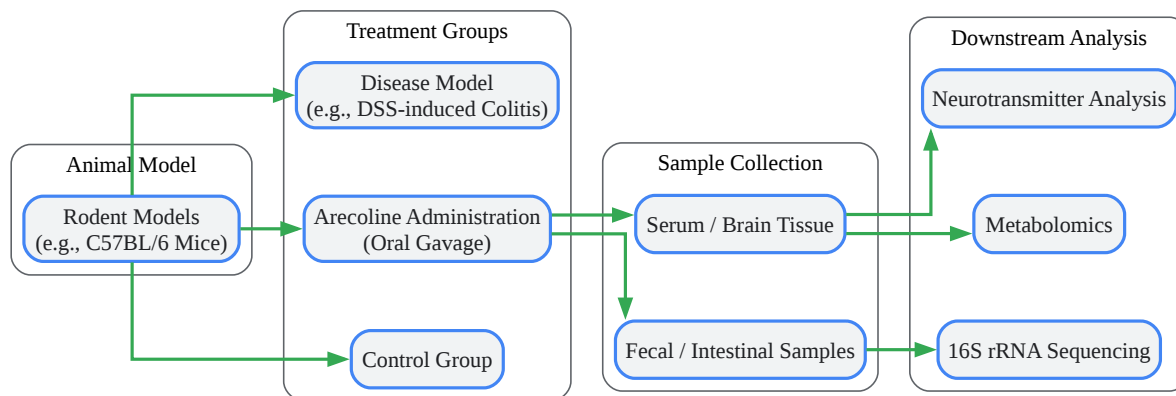 Animal Model
Rodent Models
(e.g., C57BL/6 Mice)
Treatment Groups
Disease Model
(e.g., DSS-induced Colitis)
Arecoline Administration
(Oral Gavage)
Control Group
Sample Collection
Serum / Brain Tissue
Fecal / Intestinal Samples
Downstream Analysis
Neurotransmitter Analysis
Metabolomics
16S rRNA Sequencing